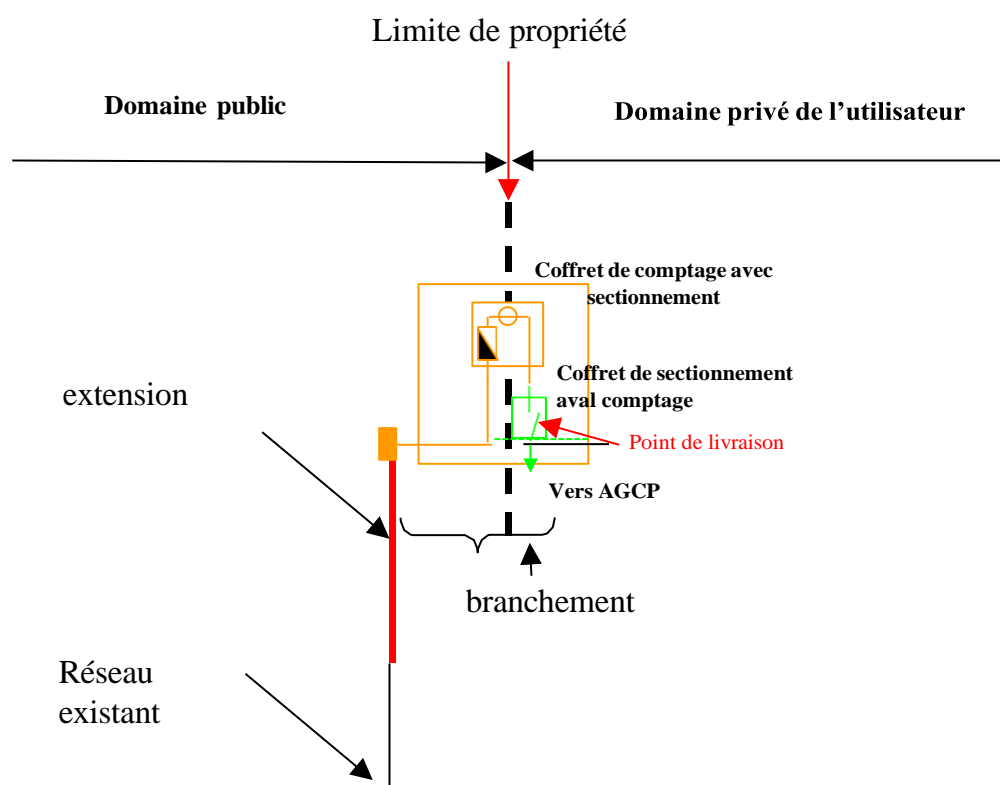 Limite de propriété
Domaine public
Domaine privé de l'utilisateur
Coffret de comptage avec
sectionnement
Coffret de sectionnement
aval comptage
extension
Point de livraison
Vers AGCP
branchement
Réseau
existant